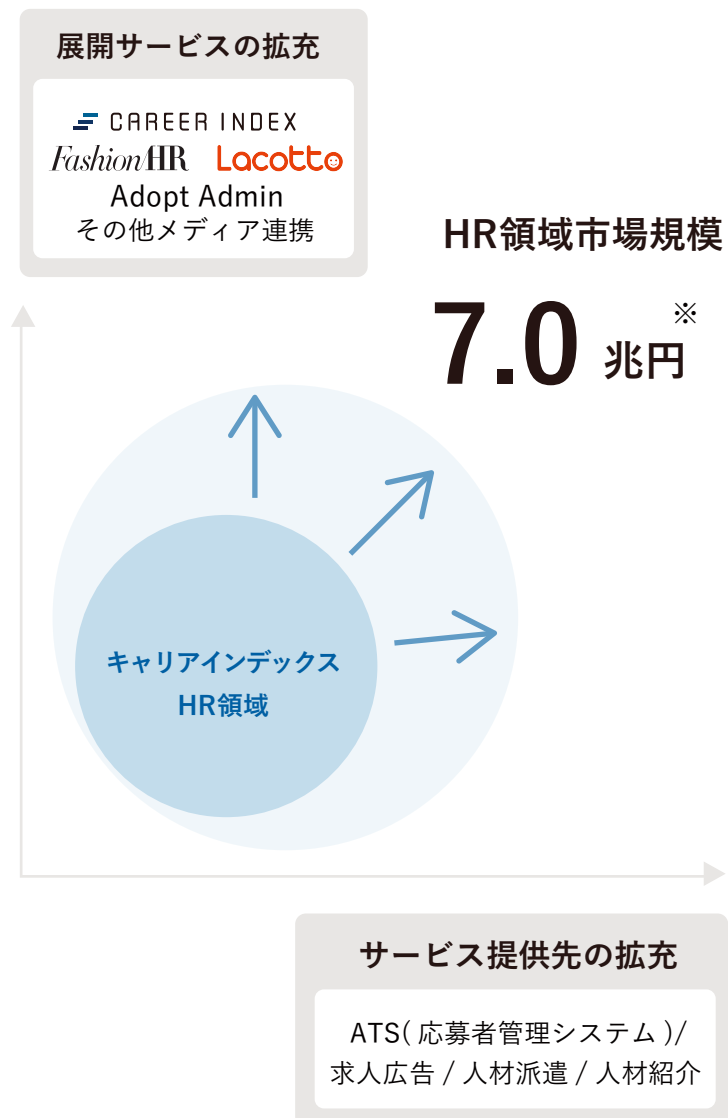 展開サービスの拡充
CAREER INDEX
Fashion HR Lacotto
Adopt Admin
その他メディア連携
HR領域市場規模
7.0兆円※
キャリアインデックス
HR領域
サービス提供先の拡充
ATS( 応募者管理システム )/
求人広告 / 人材派遣 / 人材紹介